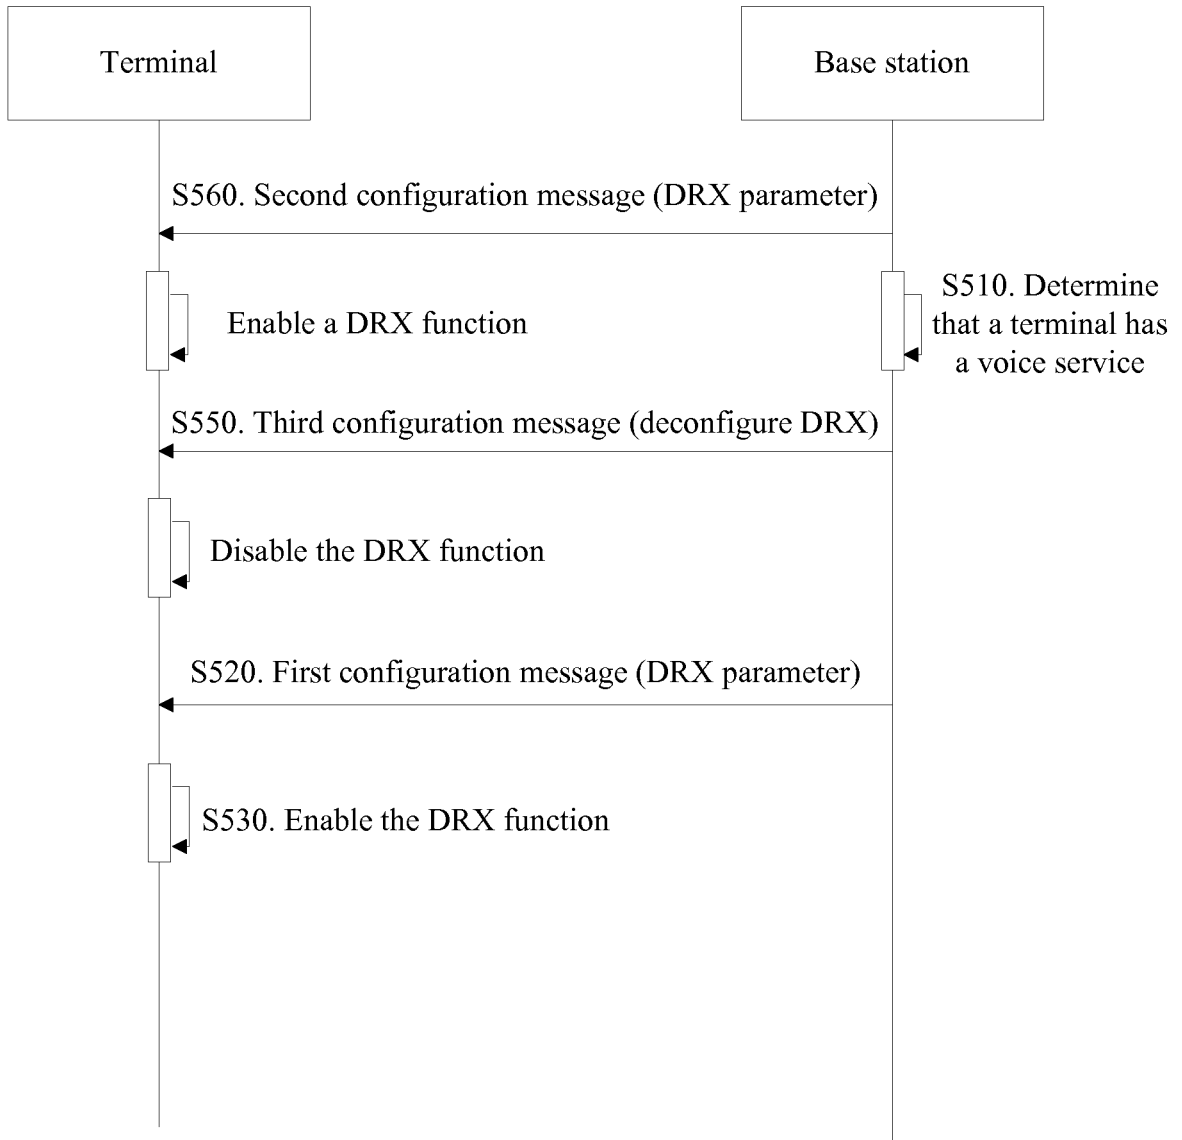 Terminal
Base station
S560. Second configuration message (DRX parameter)
Enable a DRX function
S510. Determine
that a terminal has
a voice service
S550. Third configuration message (deconfigure DRX)
Disable the DRX function
S520. First configuration message (DRX parameter)
S530. Enable the DRX function